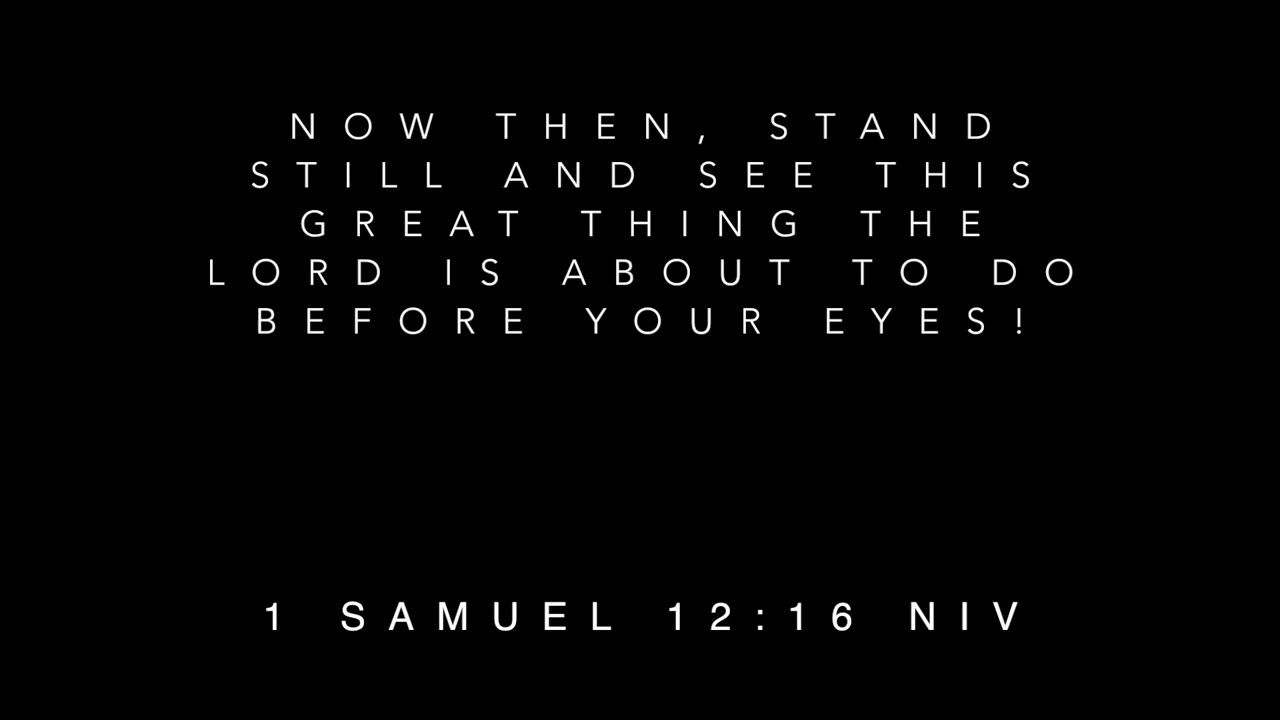 NOW THEN, STAND
STILL AND SEE THIS
GREAT THING THE
LORD IS ABOUT TO DO
BEFORE YOUR EYES!
1 SAMUEL 12:16 NIV